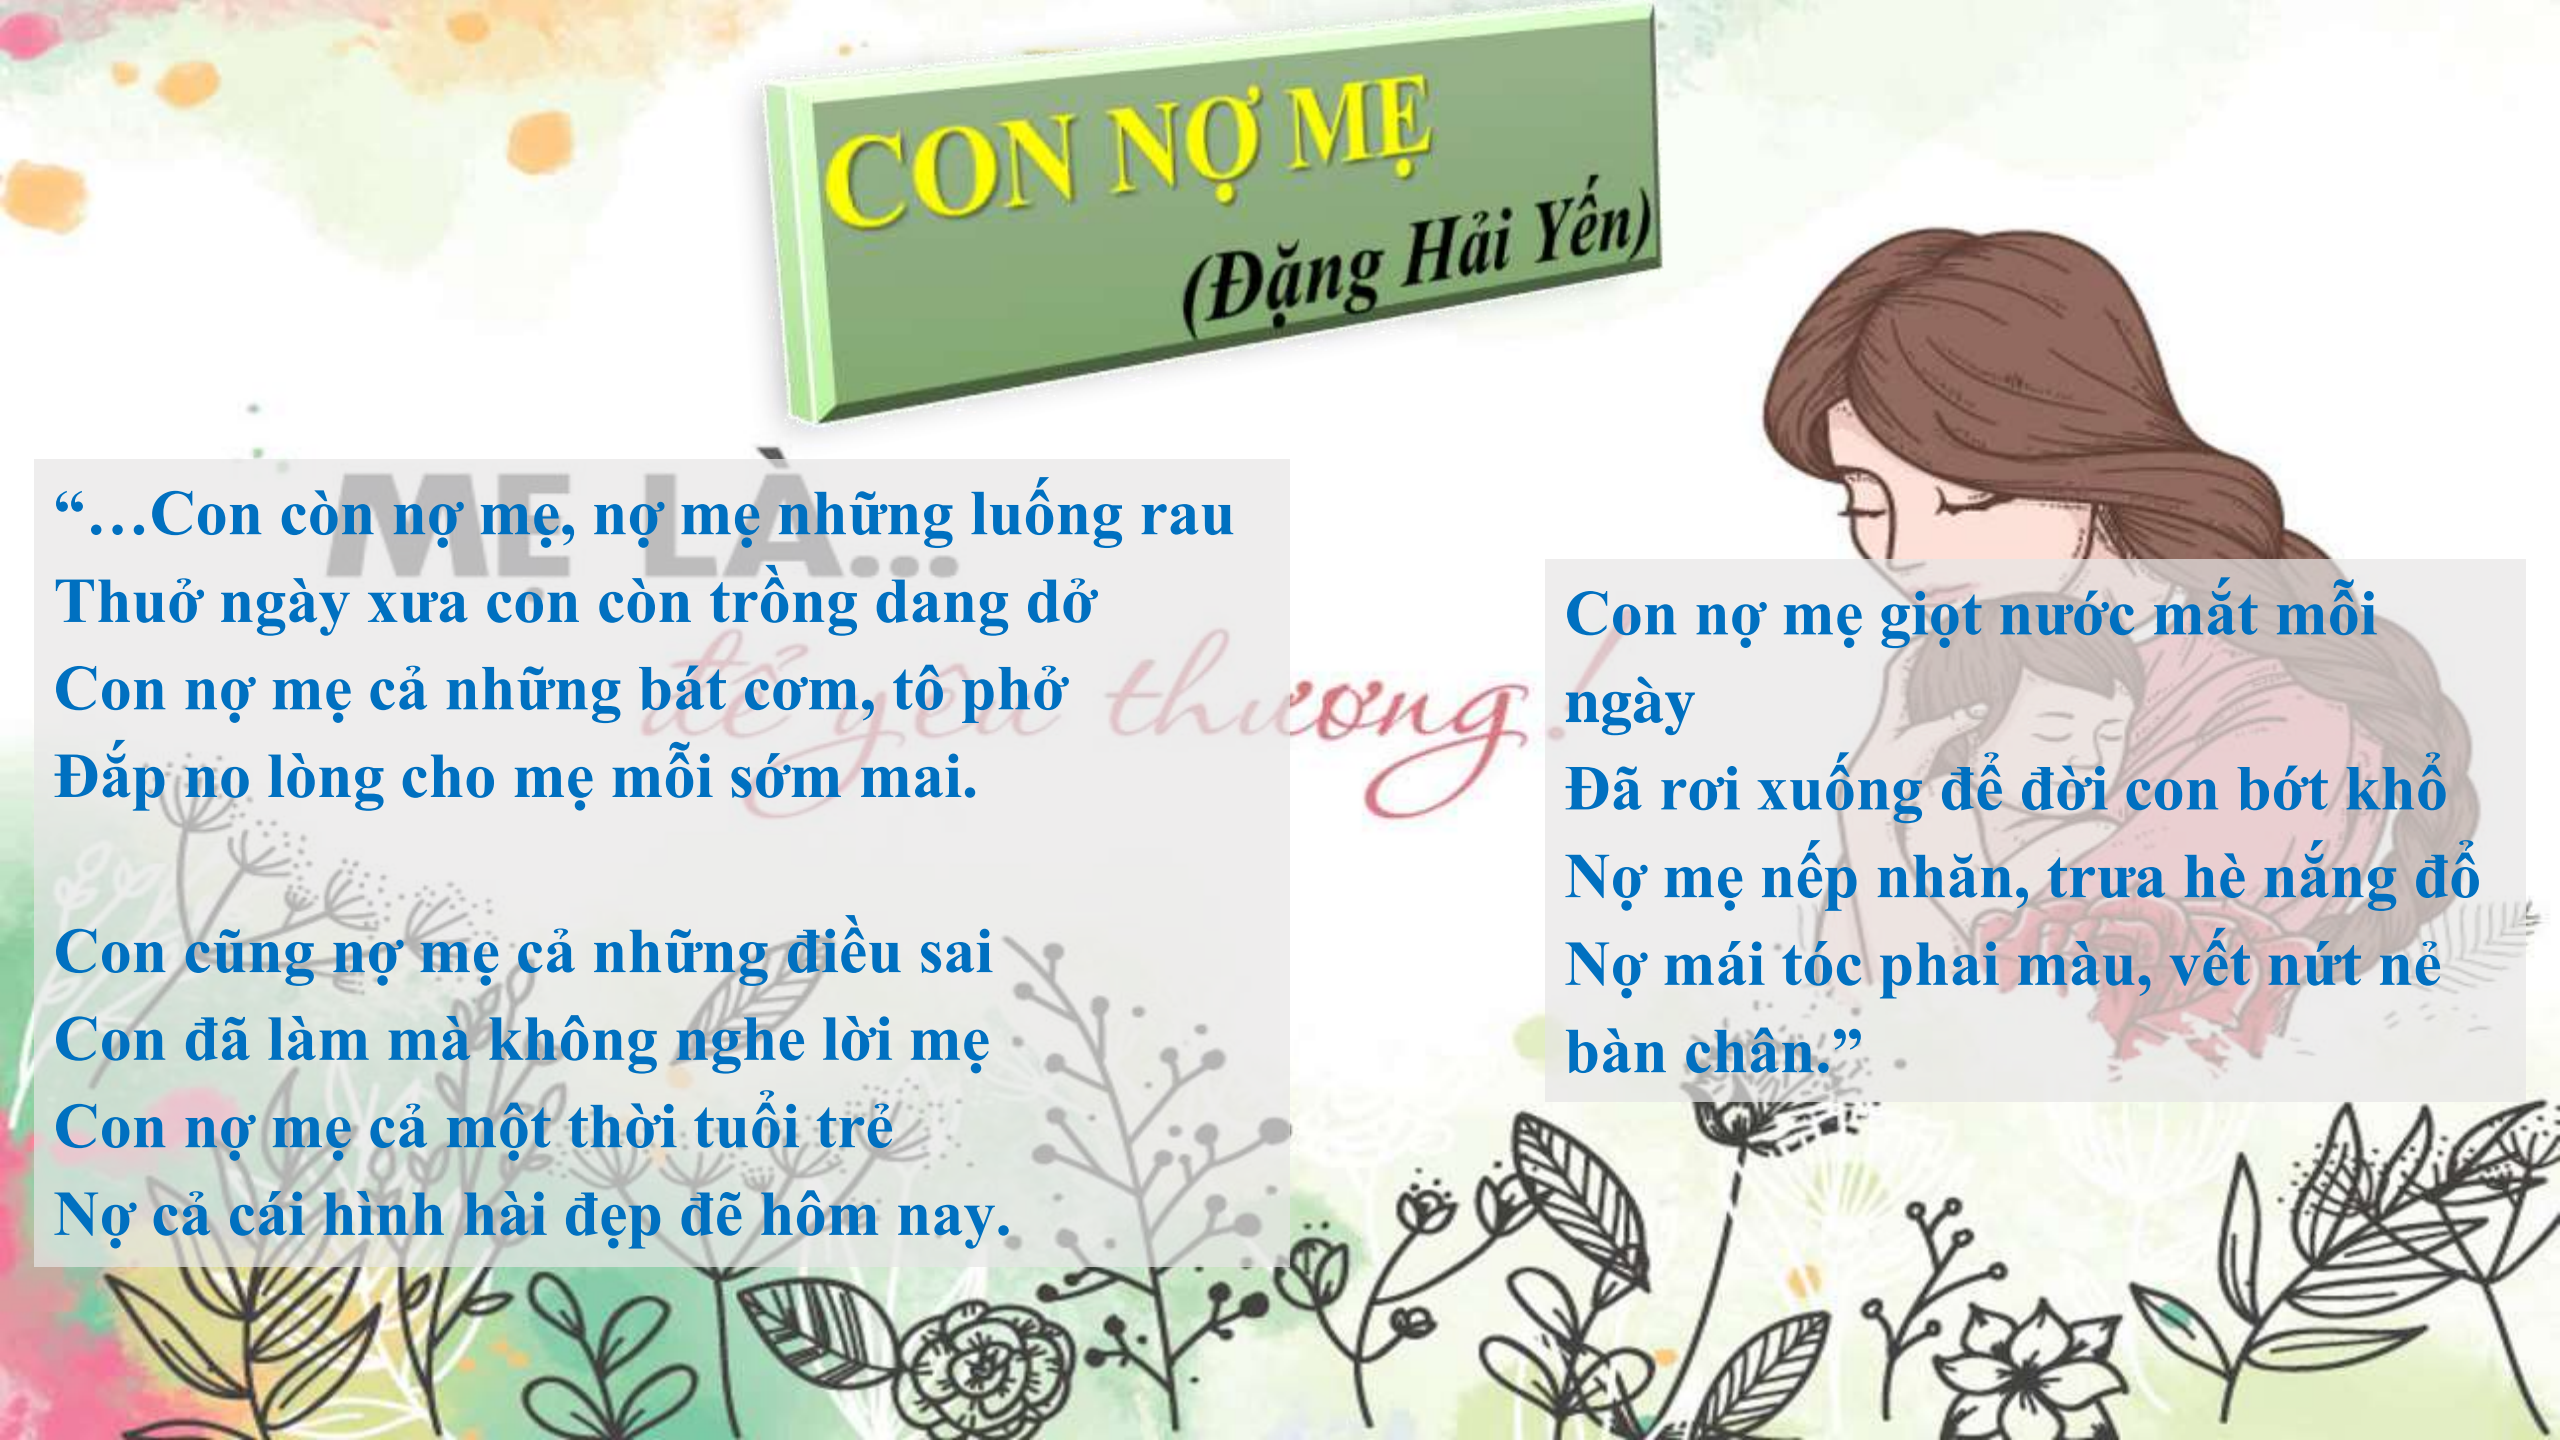 CON NỢ MẸ
(Đặng Hải Yến)
MẸ LÀ...
để yêu thương!
“…Con còn nợ mẹ, nợ mẹ những luống rau
Thuở ngày xưa con còn trồng dang dở
Con nợ mẹ cả những bát cơm, tô phở
Đắp no lòng cho mẹ mỗi sớm mai.
Con cũng nợ mẹ cả những điều sai
Con đã làm mà không nghe lời mẹ
Con nợ mẹ cả một thời tuổi trẻ
Nợ cả cái hình hài đẹp đẽ hôm nay.
Con nợ mẹ giọt nước mắt mỗi
ngày
Đã rơi xuống để đời con bớt khổ
Nợ mẹ nếp nhăn, trưa hè nắng đổ
Nợ mái tóc phai màu, vết nứt nẻ
bàn chân.”